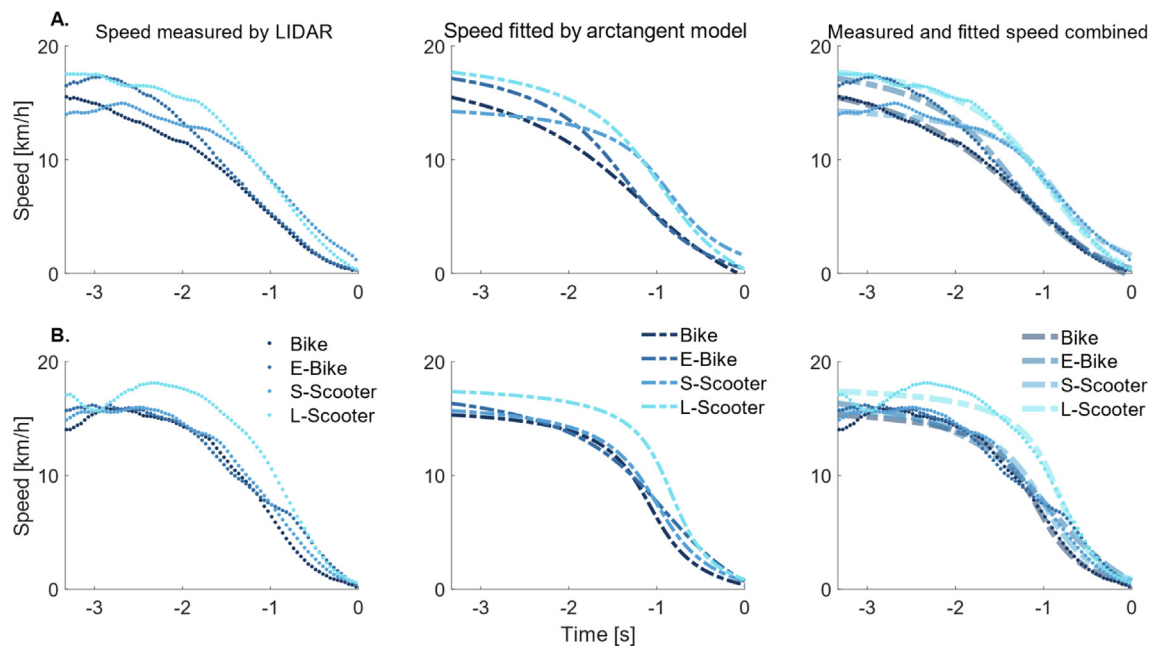 A.
Speed measured by LIDAR
Speed fitted by arctangent model
Measured and fitted speed combined
20
10
0
Speed [km/h]
-3 -2 -1 0
20
10
0
-3 -2 -1 0
20
10
0
-3 -2 -1 0
B.
20
10
0
Speed [km/h]
Bike
E-Bike
S-Scooter
L-Scooter
-3 -2 -1 0
20
10
0
Bike
E-Bike
S-Scooter
L-Scooter
-3 -2 -1 0
20
10
0
Bike
E-Bike
S-Scooter
L-Scooter
-3 -2 -1 0
Time [s]